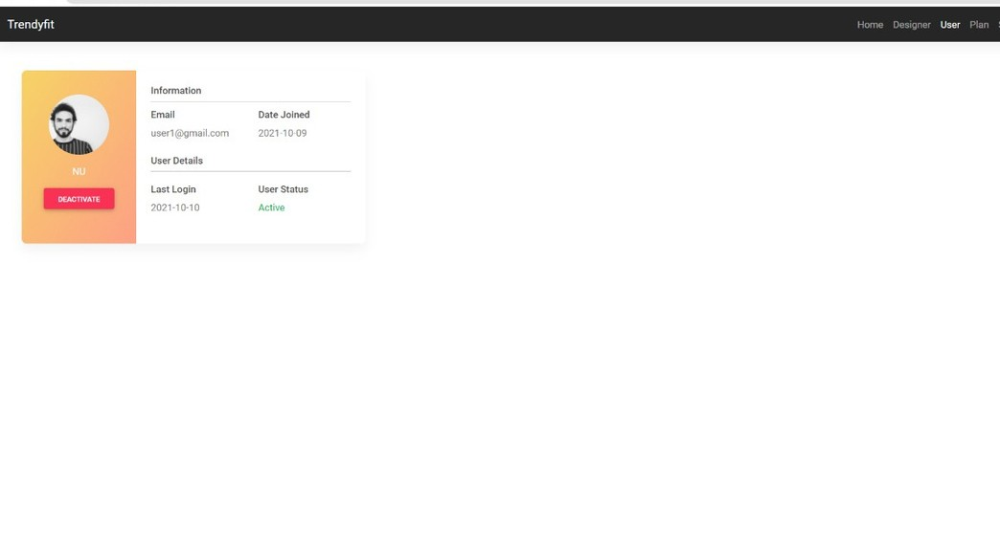 Trendyfit
Home Designer User Plan
Information
Email Date Joined
user1@gmail.com 2021-10-09
NU
User Details
DEACTIVATE
Last Login User Status
2021-10-10 Active